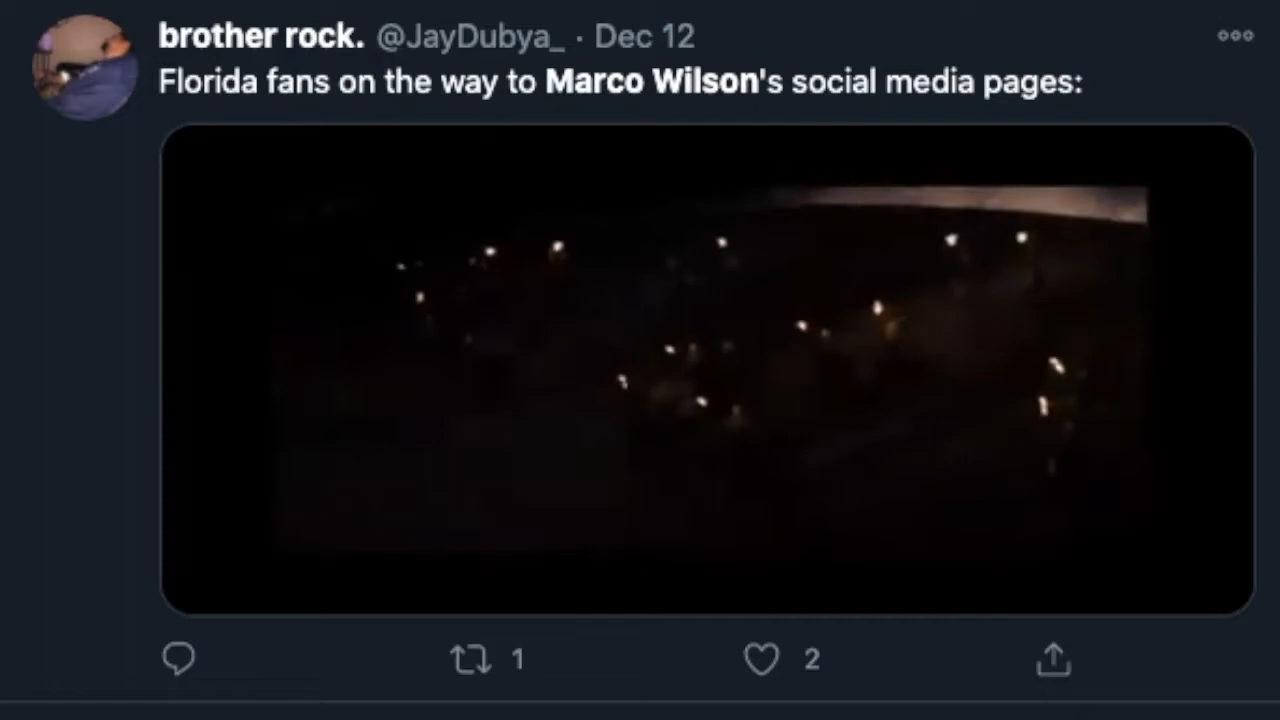 brother rock. @JayDubya_ · Dec 12
Florida fans on the way to Marco Wilson's social media pages:
1
2